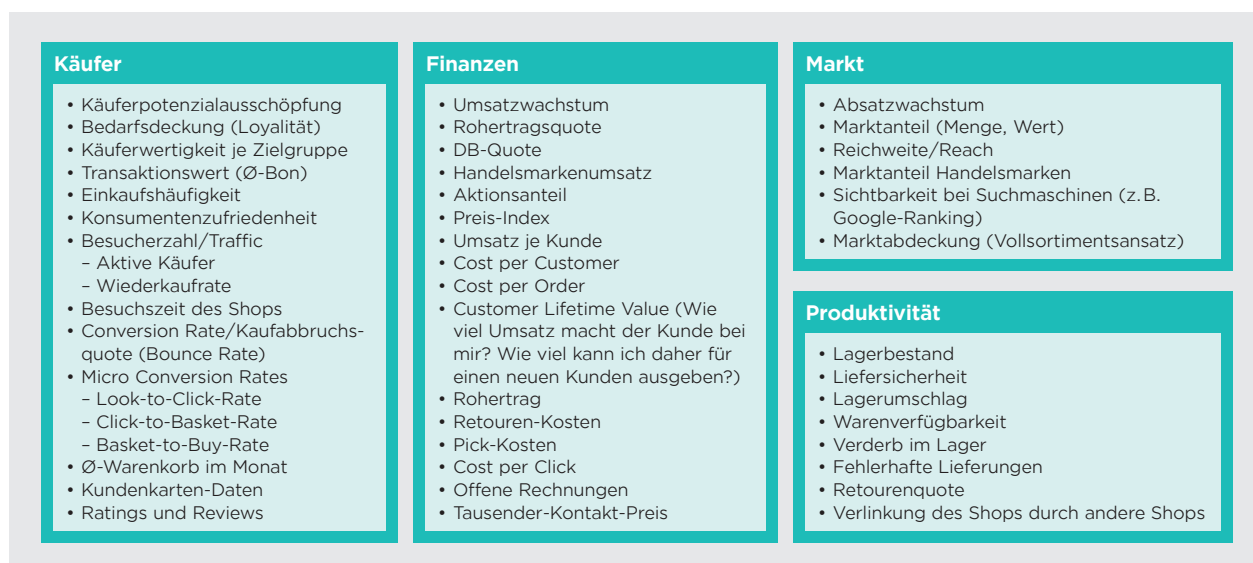 Käufer
• Käuferpotenzialausschöpfung
• Bedarfsdeckung (Loyalität)
• Käuferwertigkeit je Zielgruppe
• Transaktionswert (Ø-Bon)
• Einkaufshäufigkeit
• Konsumentenzufriedenheit
• Besucherzahl/Traffic
– Aktive Käufer
– Wiederkaufrate
• Besuchszeit des Shops
• Conversion Rate/Kaufabbruchs-
quote (Bounce Rate)
• Micro Conversion Rates
– Look-to-Click-Rate
– Click-to-Basket-Rate
– Basket-to-Buy-Rate
• Ø-Warenkorb im Monat
• Kundenkarten-Daten
• Ratings und Reviews
Finanzen
• Umsatzwachstum
• Rohertragsquote
• DB-Quote
• Handelsmarkenumsatz
• Aktionsanteil
• Preis-Index
• Umsatz je Kunde
• Cost per Customer
• Cost per Order
• Customer Lifetime Value (Wie
viel Umsatz macht der Kunde bei
mir? Wie viel kann ich daher für
einen neuen Kunden ausgeben?)
• Rohertrag
• Retouren-Kosten
• Pick-Kosten
• Cost per Click
• Offene Rechnungen
• Tausender-Kontakt-Preis
Markt
• Absatzwachstum
• Marktanteil (Menge, Wert)
• Reichweite/Reach
• Marktanteil Handelsmarken
• Sichtbarkeit bei Suchmaschinen (z. B.
Google-Ranking)
• Marktabdeckung (Vollsortimentsansatz)
Produktivität
• Lagerbestand
• Liefersicherheit
• Lagerumschlag
• Warenverfügbarkeit
• Verderb im Lager
• Fehlerhafte Lieferungen
• Retourenquote
• Verlinkung des Shops durch andere Shops